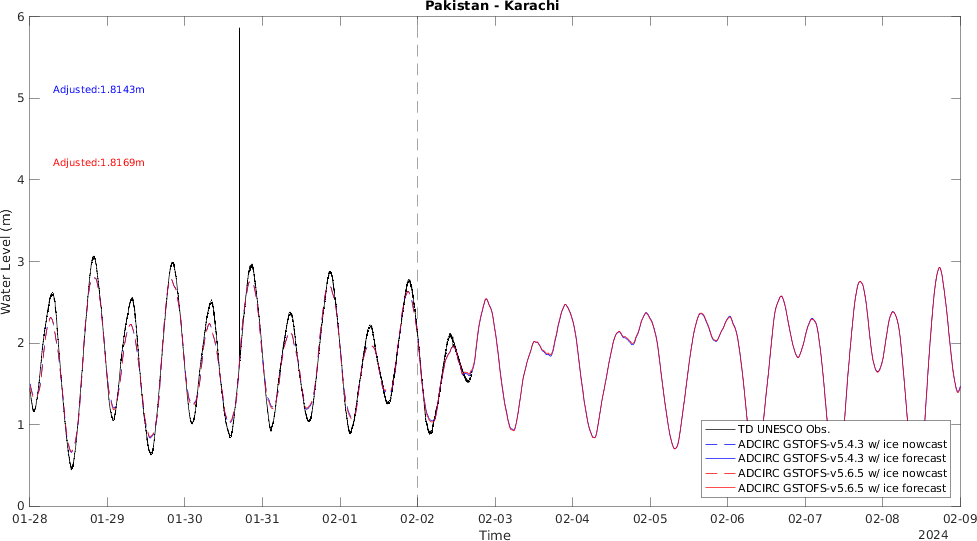 Pakistan - Karachi
6
5
4
3
2
1
0
Water Level (m)
Adjusted:1.8143m
Adjusted:1.8169m
TD UNESCO Obs.
ADCIRC GSTOFS-v5.4.3 w/ ice nowcast
ADCIRC GSTOFS-v5.4.3 w/ ice forecast
ADCIRC GSTOFS-v5.6.5 w/ ice nowcast
ADCIRC GSTOFS-v5.6.5 w/ ice forecast
01-28 01-29 01-30 01-31 02-01 02-02 02-03 02-04 02-05 02-06 02-07 02-08 02-09
Time
2024